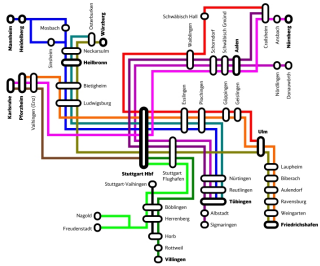 Mannheim
Heidelberg
Mosbach
Sinsheim
Osterburken
Würzburg
Neckarsulm
Heilbronn
Bietigheim
Ludwigsburg
Karlsruhe
Pforzheim
Vaihingen (Enz)
Schwäbisch Hall
Waiblingen
Schorndorf
Schwäbisch Gmünd
Aalen
Crailsheim
Ansbach
Nürnberg
Nördlingen
Donauwörth
Esslingen
Plochingen
Göppingen
Geislingen
Ulm
Stuttgart Hbf
Stuttgart
Flughafen
Stuttgart-Vaihingen
Laupheim
Biberach
Aulendorf
Ravensburg
Weingarten
Friedrichshafen
Nürtingen
Reutlingen
Tübingen
Albstadt
Sigmaringen
Böblingen
Herrenberg
Nagold
Freudenstadt
Horb
Rottweil
Villingen